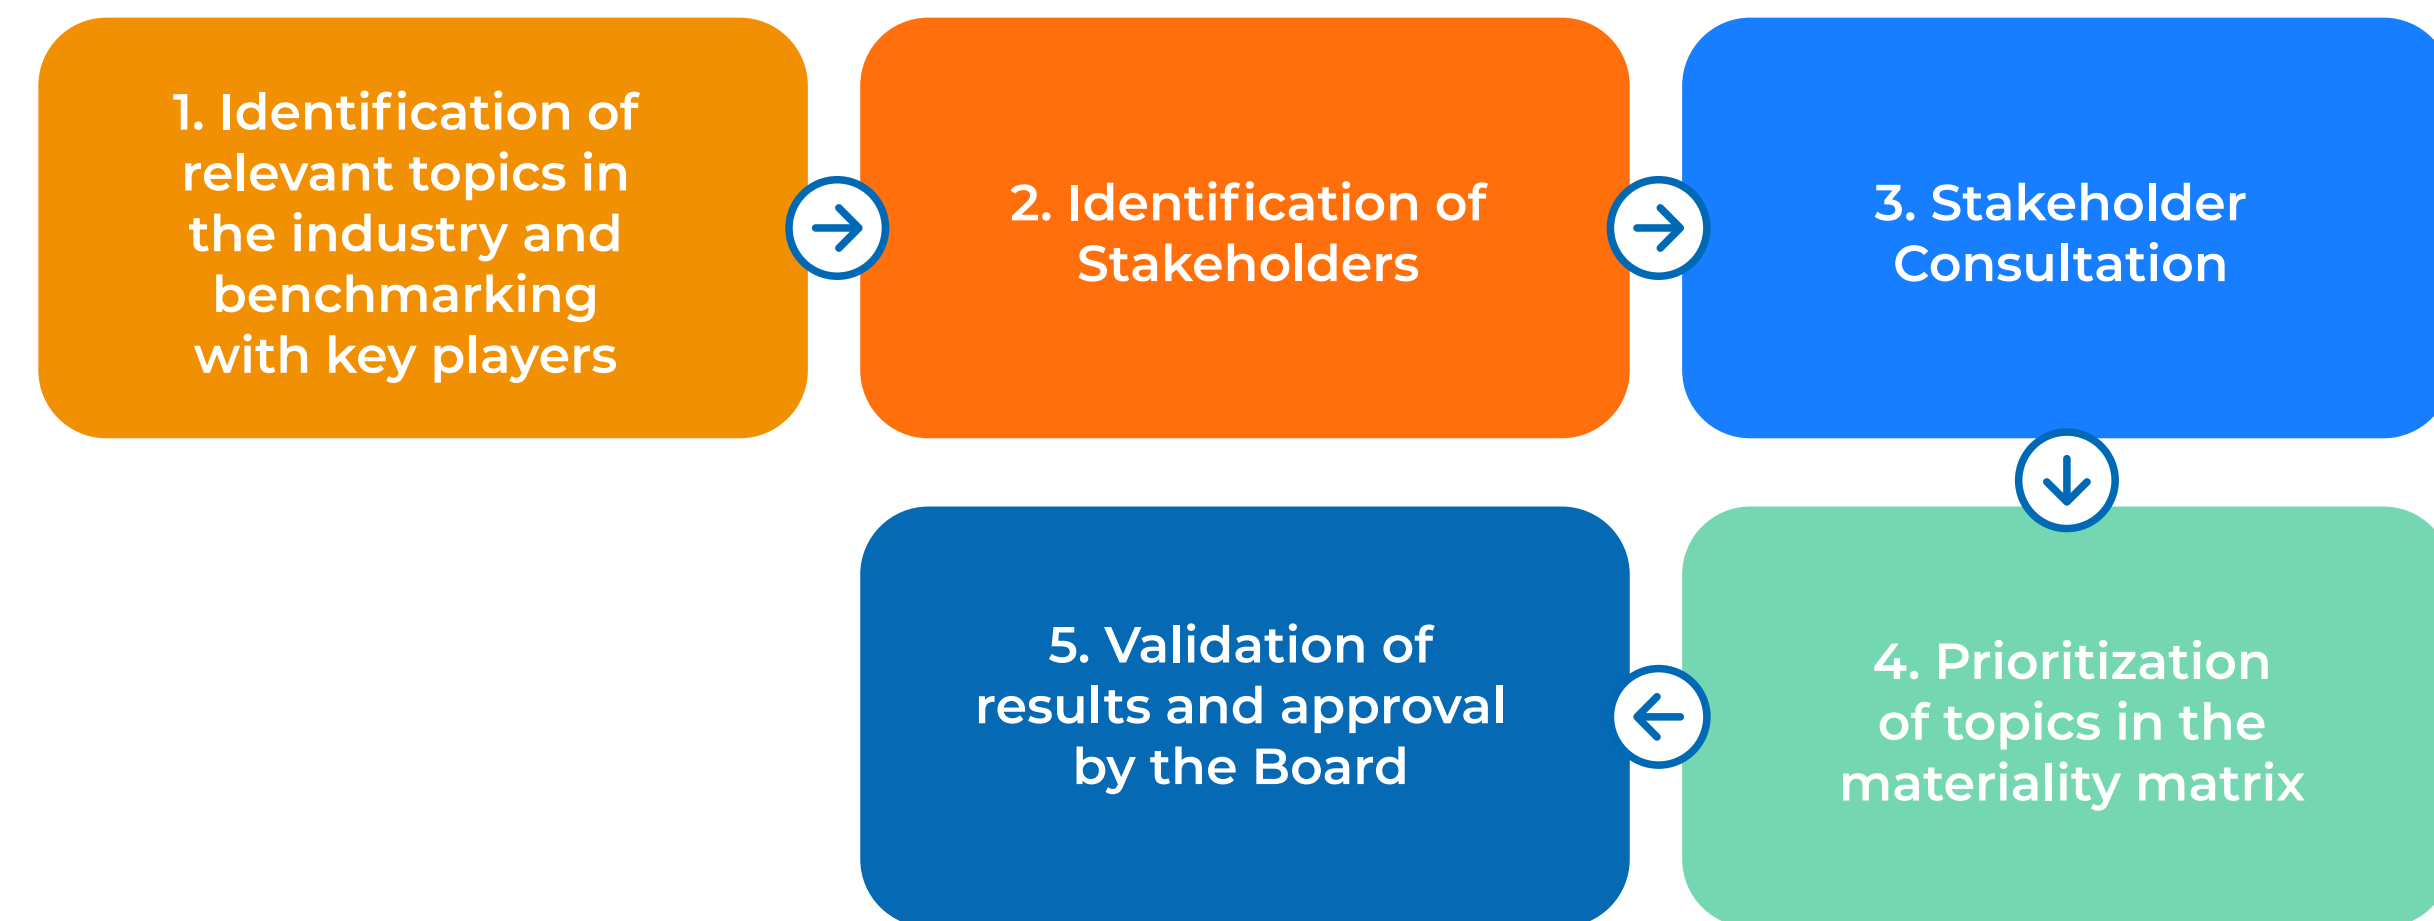 1. Identification of
relevant topics in
the industry and
benchmarking
with key players
2. Identification of
Stakeholders
3. Stakeholder
Consultation
4. Prioritization
of topics in the
materiality matrix
5. Validation of
results and approval
by the Board